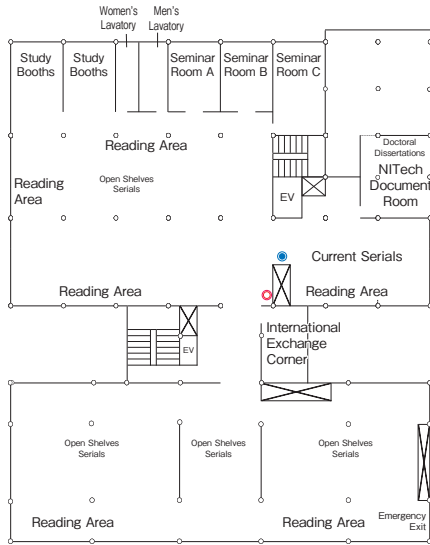 Women's
Lavatory
Men's
Lavatory
Study
Booths
Study
Booths
Seminar
Room A
Seminar
Room B
Seminar
Room C
Reading Area
Doctoral
Dissertations
NITech
Document
Room
Reading
Area
Open Shelves
Serials
EV
Current Serials
Reading Area
Reading Area
International
Exchange
Corner
EV
Open Shelves
Serials
Open Shelves
Serials
Open Shelves
Serials
Reading Area
Reading Area
Emergency
Exit